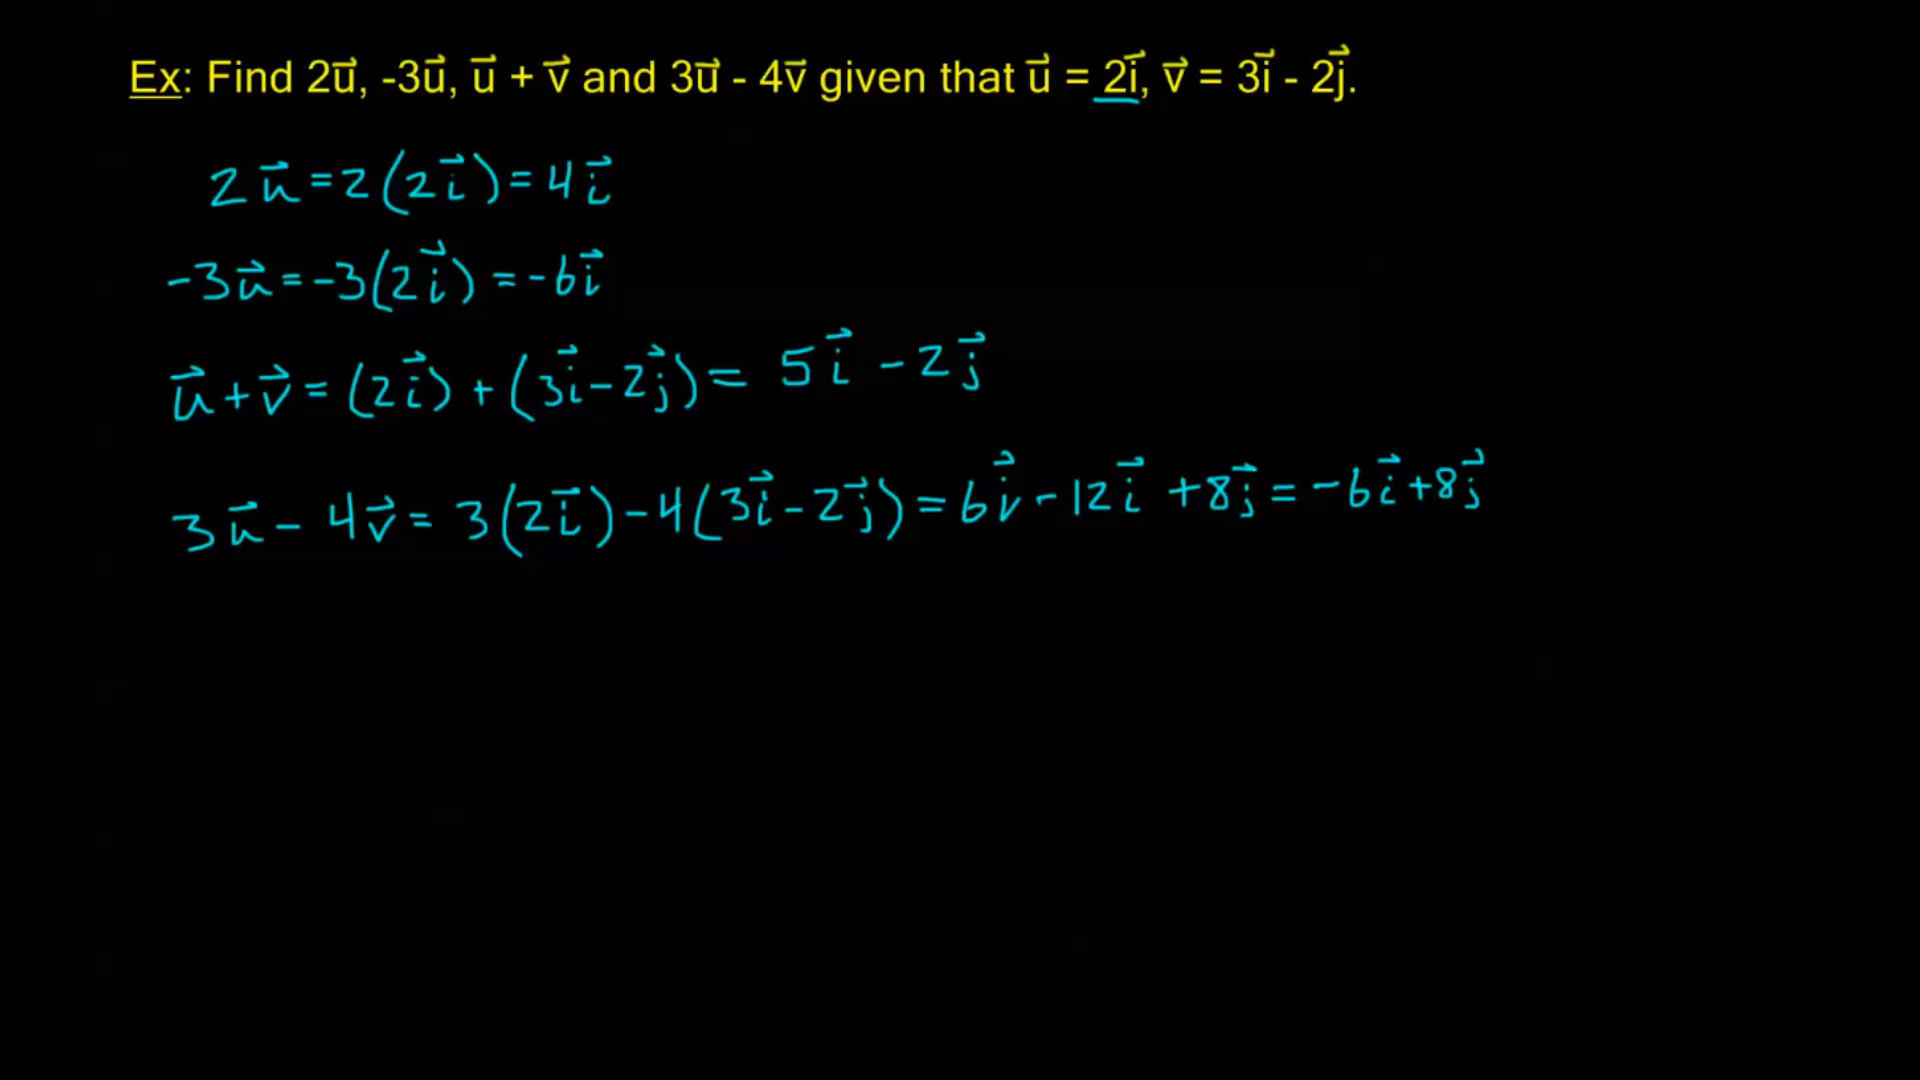 Ex: Find 2u⃗, -3u⃗, u⃗ + v⃗ and 3u⃗ - 4v⃗ given that u⃗ = 2i⃗, v⃗ = 3i⃗ - 2j⃗.
2u⃗ = 2(2i⃗) = 4i⃗
-3u⃗ = -3(2i⃗) = -6i⃗
u⃗ + v⃗ = (2i⃗) + (3i⃗ - 2j⃗) = 5i⃗ - 2j⃗
3u⃗ - 4v⃗ = 3(2i⃗) - 4(3i⃗ - 2j⃗) = 6i⃗ - 12i⃗ + 8j⃗ = -6i⃗ + 8j⃗